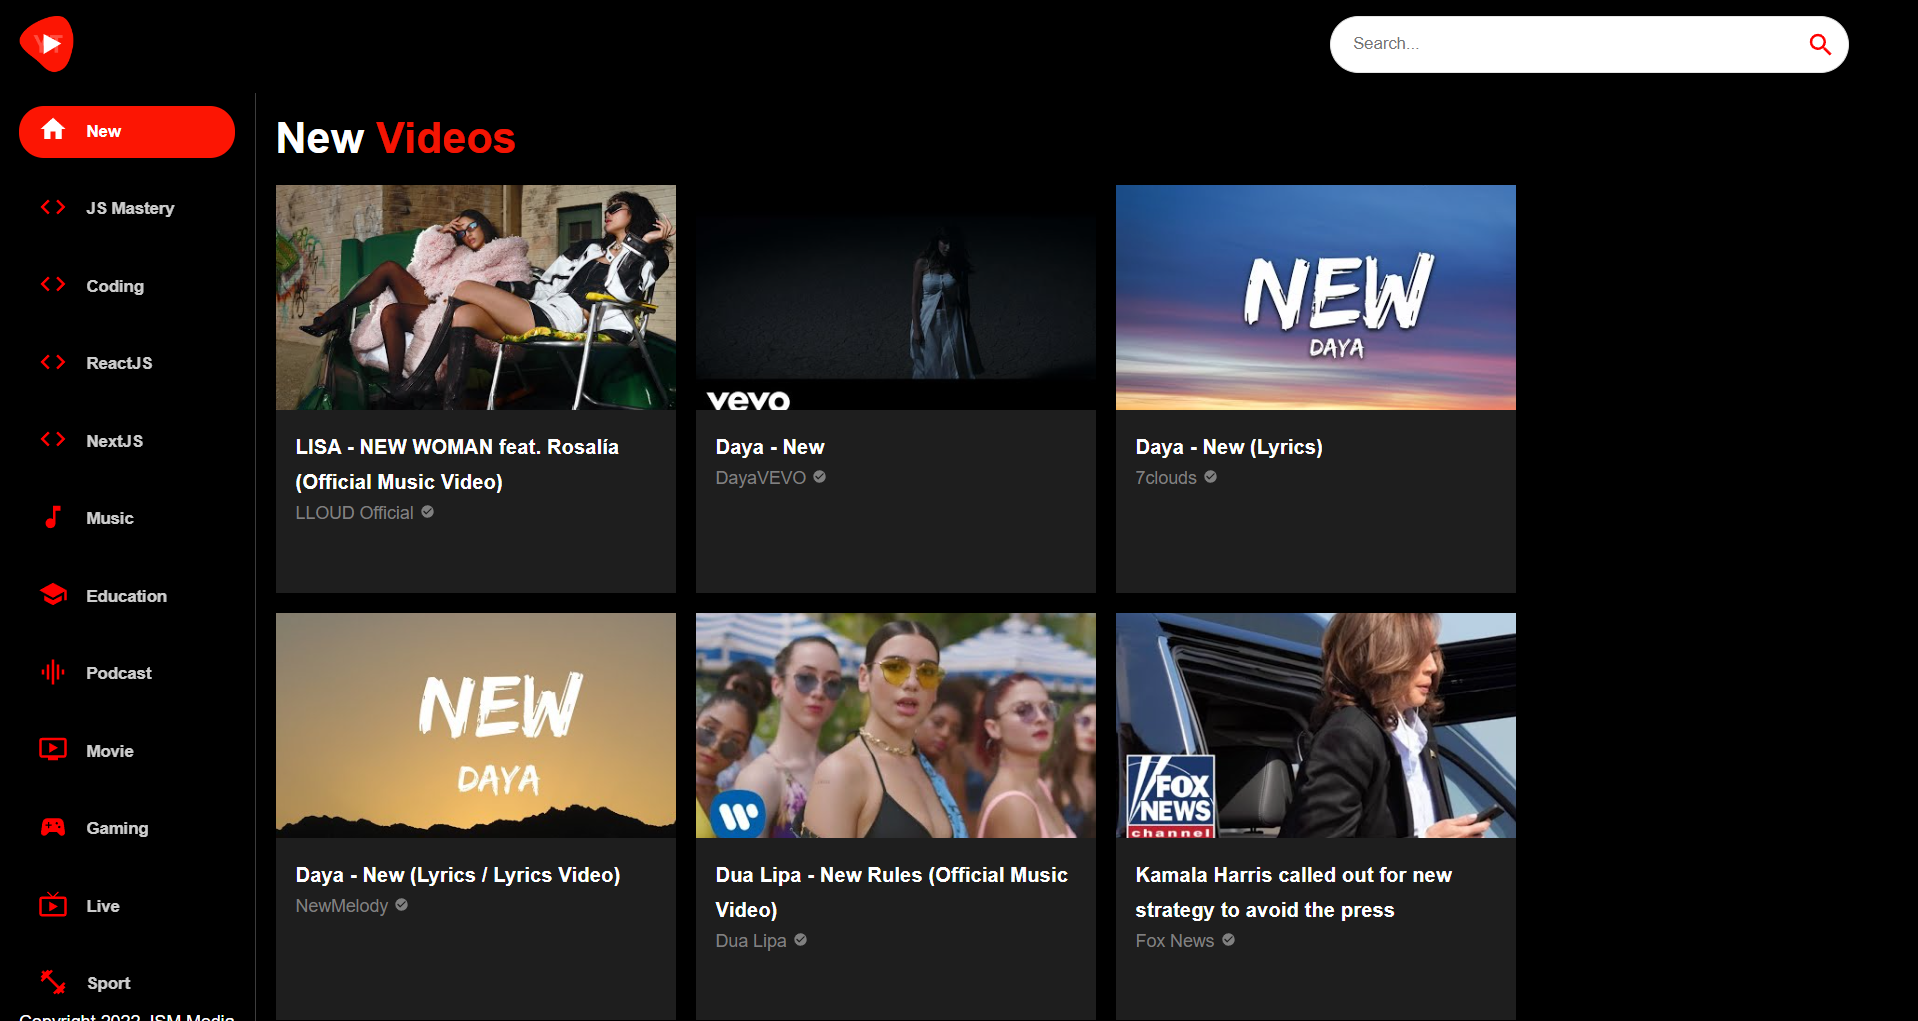 YT
Search...
New
JS Mastery
Coding
ReactJS
NextJS
Music
Education
Podcast
Movie
Gaming
Live
Sport
Copyright 2022 JSM Media
New Videos
vevo
NEW
DAYA
LISA - NEW WOMAN feat. Rosalía
(Official Music Video)
LLOUD Official
Daya - New
DayaVEVO
Daya - New (Lyrics)
7clouds
NEW
DAYA
FOX
NEWS
channel
Daya - New (Lyrics / Lyrics Video)
NewMelody
Dua Lipa - New Rules (Official Music
Video)
Dua Lipa
Kamala Harris called out for new
strategy to avoid the press
Fox News